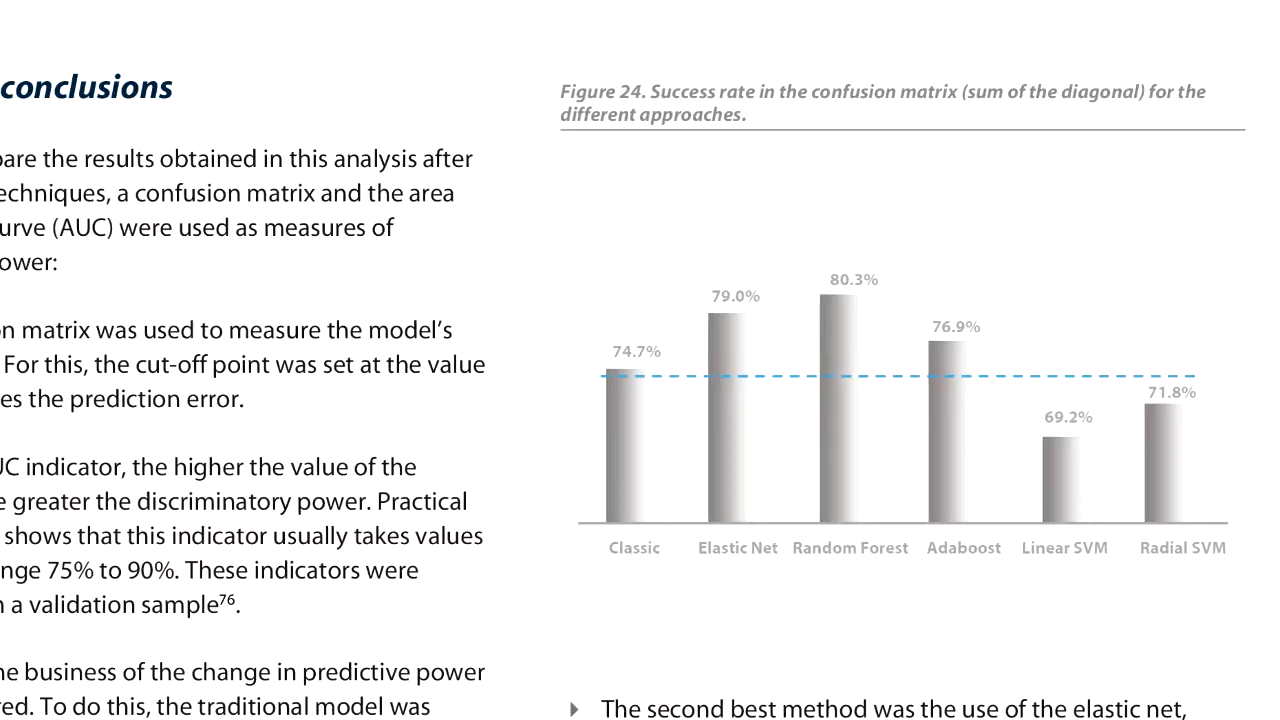 conclusions
pare the results obtained in this analysis after
techniques, a confusion matrix and the area
urve (AUC) were used as measures of
ower:
on matrix was used to measure the model’s
For this, the cut-off point was set at the value
es the prediction error.
UC indicator, the higher the value of the
e greater the discriminatory power. Practical
shows that this indicator usually takes values
nge 75% to 90%. These indicators were
n a validation sample⁷⁶.
he business of the change in predictive power
red. To do this, the traditional model was
Figure 24. Success rate in the confusion matrix (sum of the diagonal) for the
different approaches.
74.7% 79.0% 80.3% 76.9% 69.2% 71.8%
Classic Elastic Net Random Forest Adaboost Linear SVM Radial SVM
The second best method was the use of the elastic net,